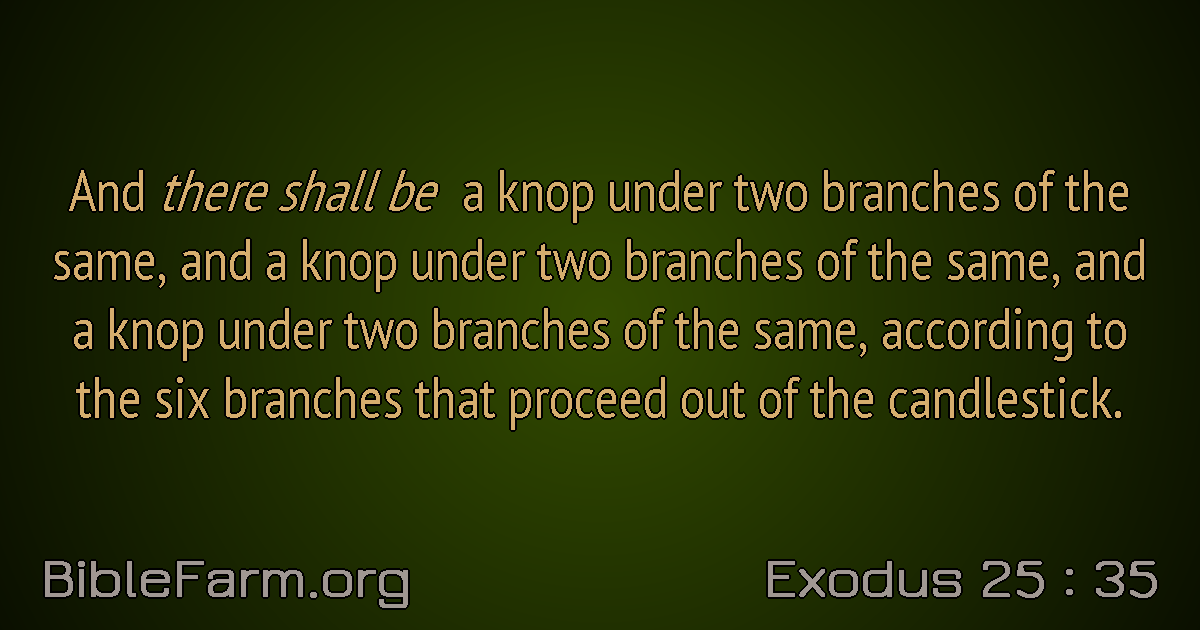 And there shall be a knop under two branches of the
same, and a knop under two branches of the same, and
a knop under two branches of the same, according to
the six branches that proceed out of the candlestick.
BibleFarm.org
Exodus 25 : 35